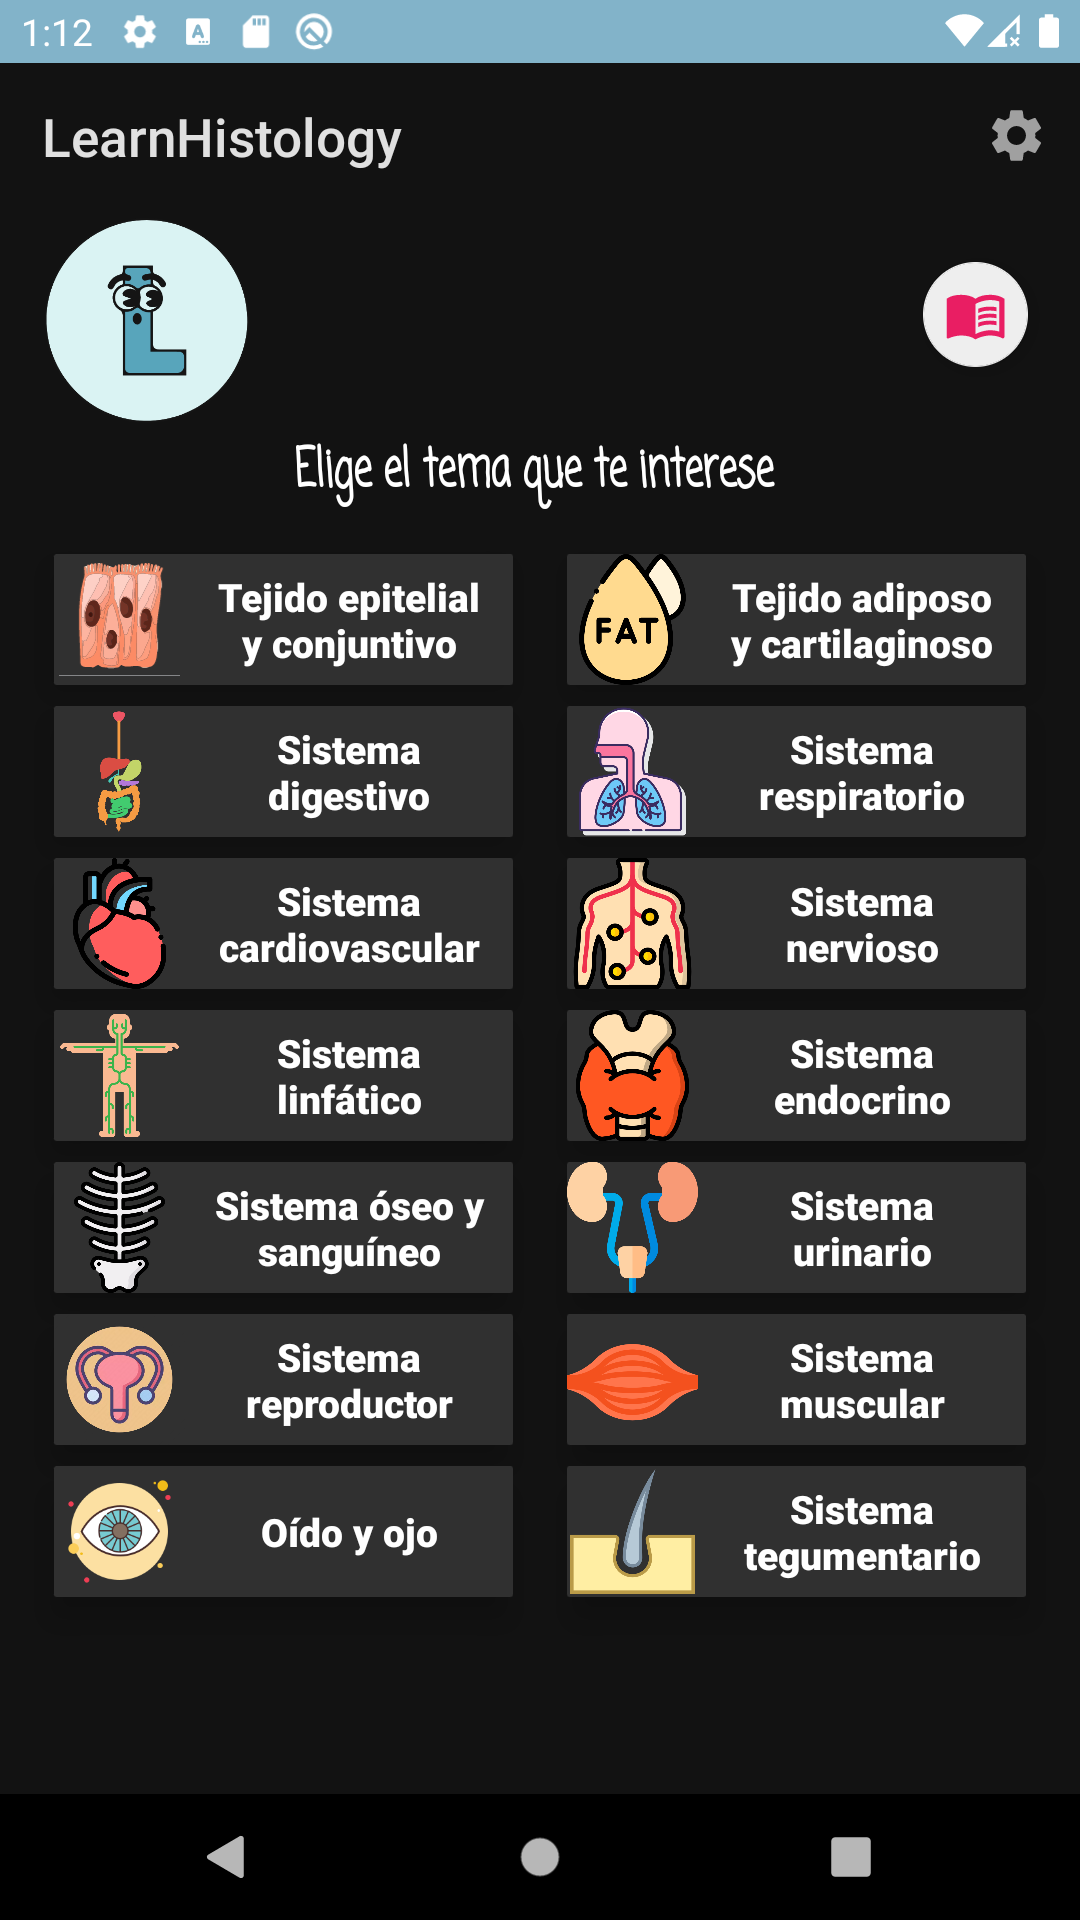 1:12
LearnHistology
Elige el tema que te interese
Tejido epitelial
y conjuntivo
FAT
Tejido adiposo
y cartilaginoso
Sistema
digestivo
Sistema
respiratorio
Sistema
cardiovascular
Sistema
nervioso
Sistema
linfático
Sistema
endocrino
Sistema óseo y
sanguíneo
Sistema
urinario
Sistema
reproductor
Sistema
muscular
Oído y ojo
Sistema
tegumentario